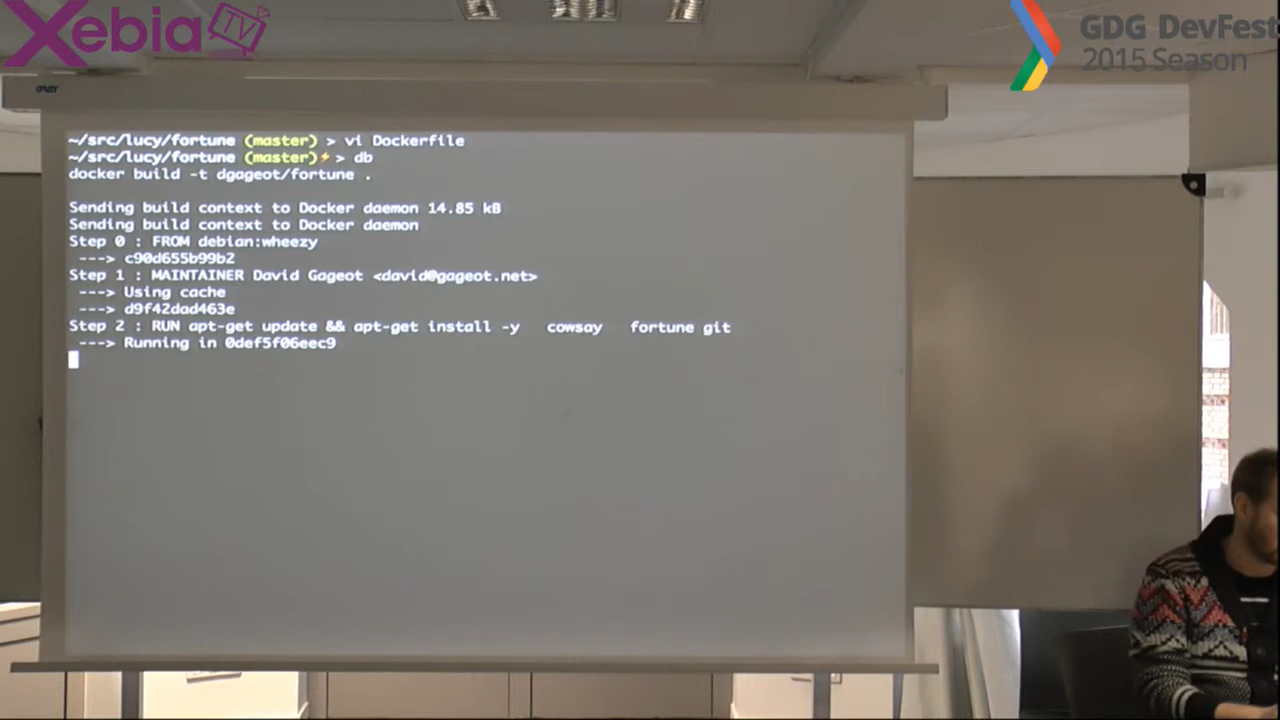 Xebia TV
GDG DevFest
2015 Season
~/src/lucy/fortune (master) > vi Dockerfile
~/src/lucy/fortune (master)⚡> db
docker build -t dgageot/fortune .
Sending build context to Docker daemon 14.85 kB
Sending build context to Docker daemon
Step 0 : FROM debian:wheezy
---> c90d655b99b2
Step 1 : MAINTAINER David Gageot <david@gageot.net>
---> Using cache
---> d9f42dad463e
Step 2 : RUN apt-get update && apt-get install -y   cowsay   fortune git
---> Running in 0def5f06eec9